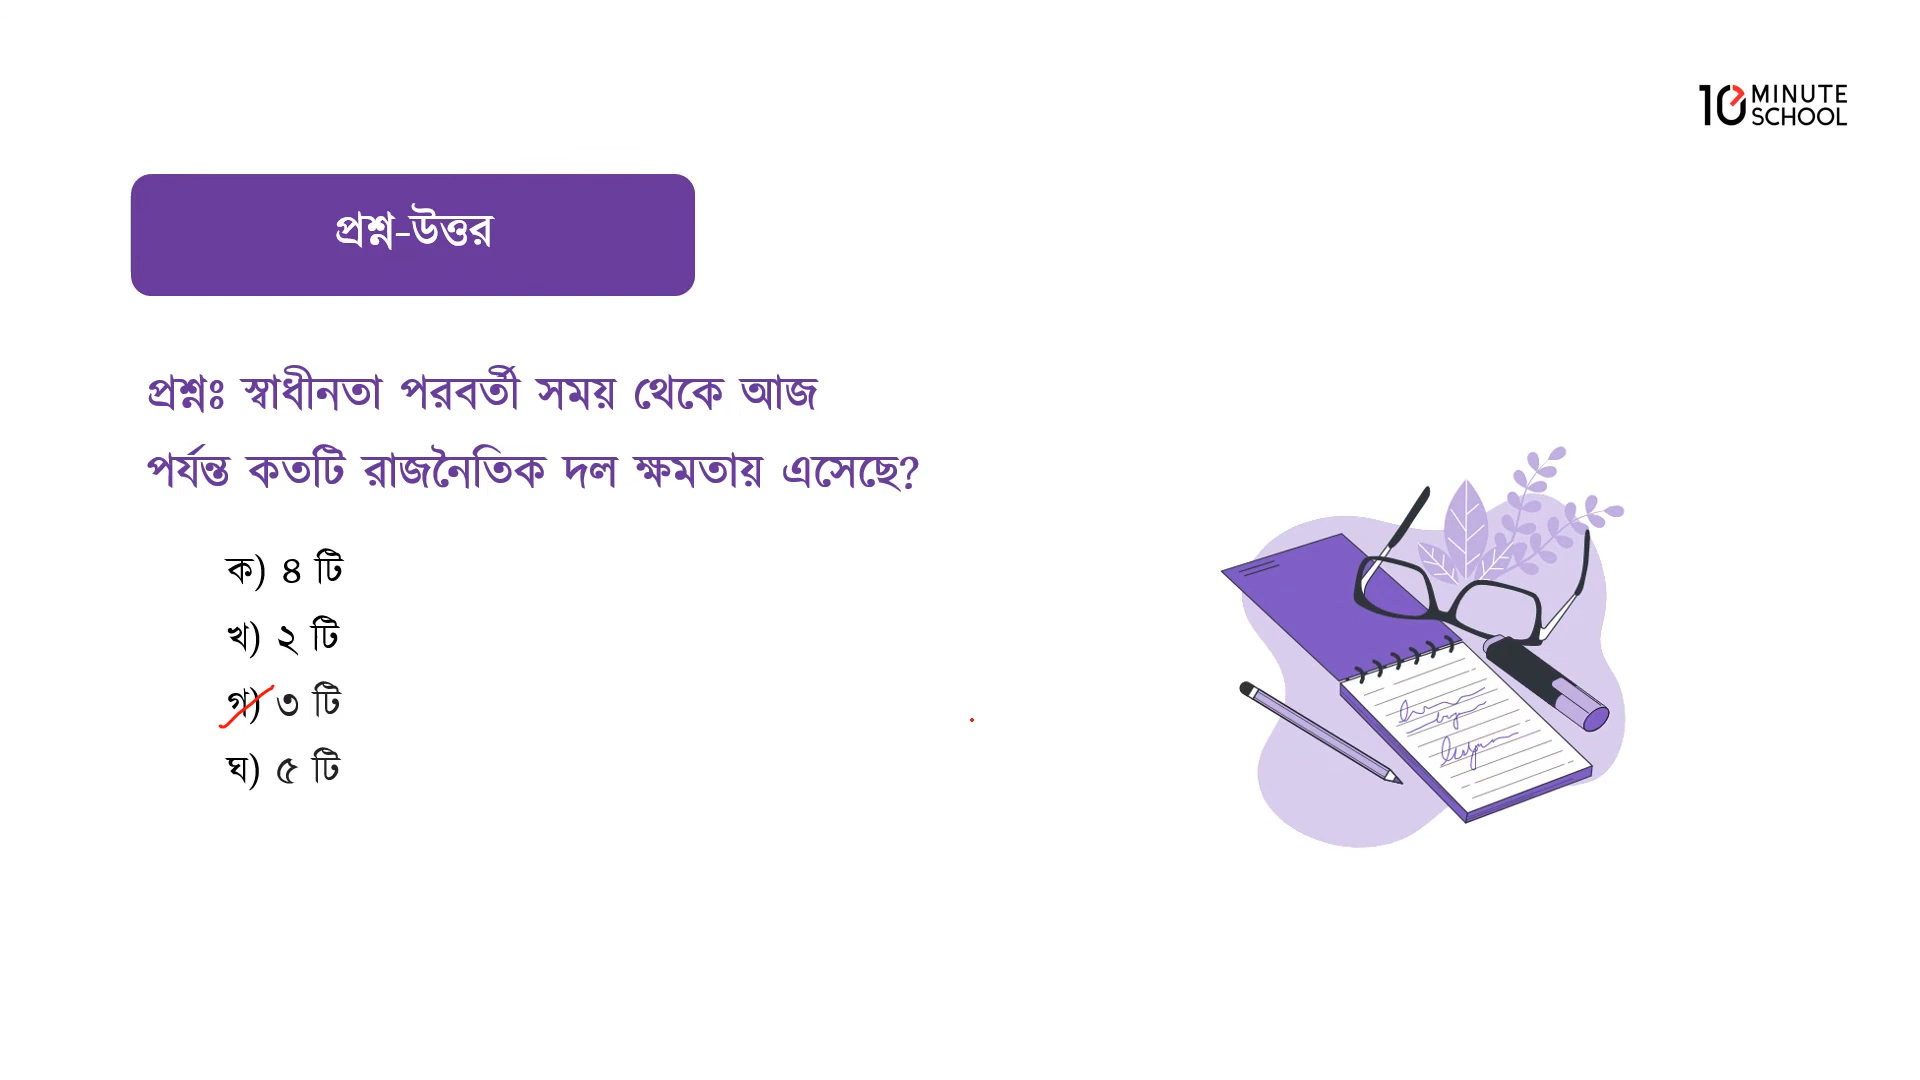 10 MINUTE SCHOOL
প্রশ্ন-উত্তর
প্রশ্নঃ স্বাধীনতা পরবর্তী সময় থেকে আজ
পর্যন্ত কতটি রাজনৈতিক দল ক্ষমতায় এসেছে?
ক) ৪ টি
খ) ২ টি
গ) ৩ টি
ঘ) ৫ টি